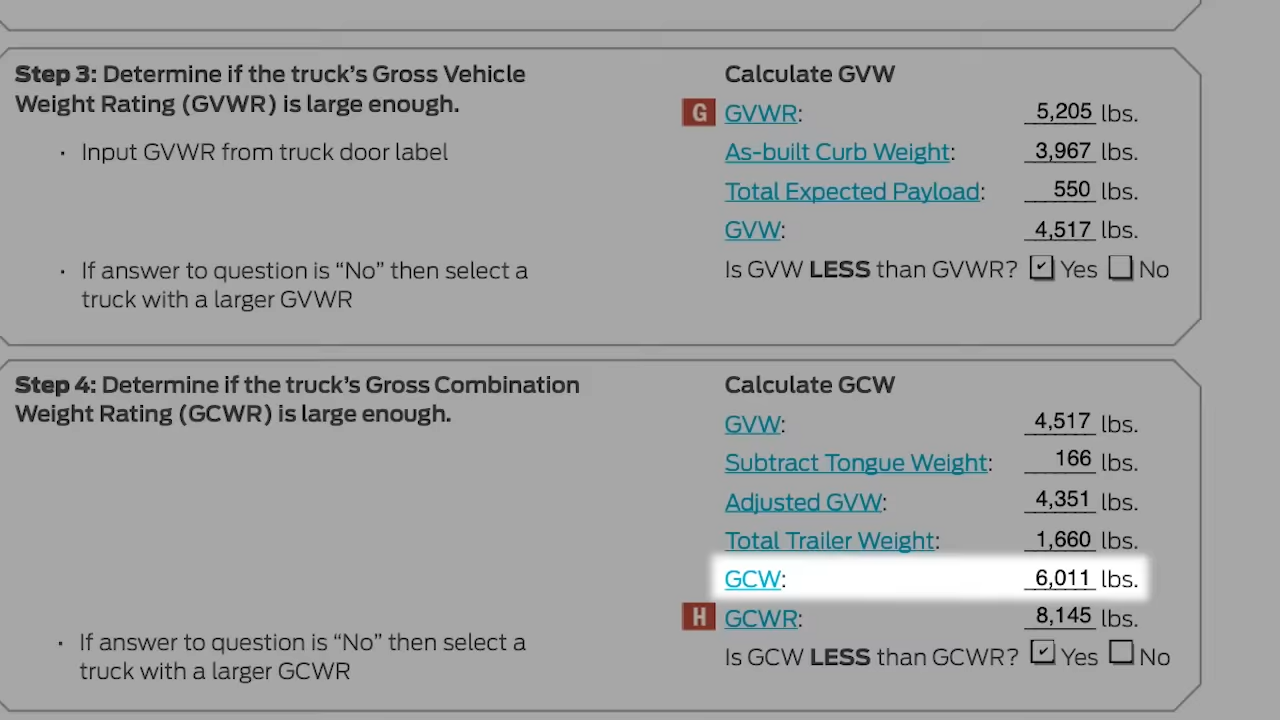 Step 3: Determine if the truck's Gross Vehicle
Weight Rating (GVWR) is large enough.
· Input GVWR from truck door label
· If answer to question is “No” then select a
truck with a larger GVWR
Calculate GVW
G GVWR: 5,205 lbs.
As-built Curb Weight: 3,967 lbs.
Total Expected Payload: 550 lbs.
GVW: 4,517 lbs.
Is GVW LESS than GVWR? Yes No
Step 4: Determine if the truck's Gross Combination
Weight Rating (GCWR) is large enough.
· If answer to question is “No” then select a
truck with a larger GCWR
Calculate GCW
GVW: 4,517 lbs.
Subtract Tongue Weight: 166 lbs.
Adjusted GVW: 4,351 lbs.
Total Trailer Weight: 1,660 lbs.
GCW: 6,011 lbs.
H GCWR: 8,145 lbs.
Is GCW LESS than GCWR? Yes No